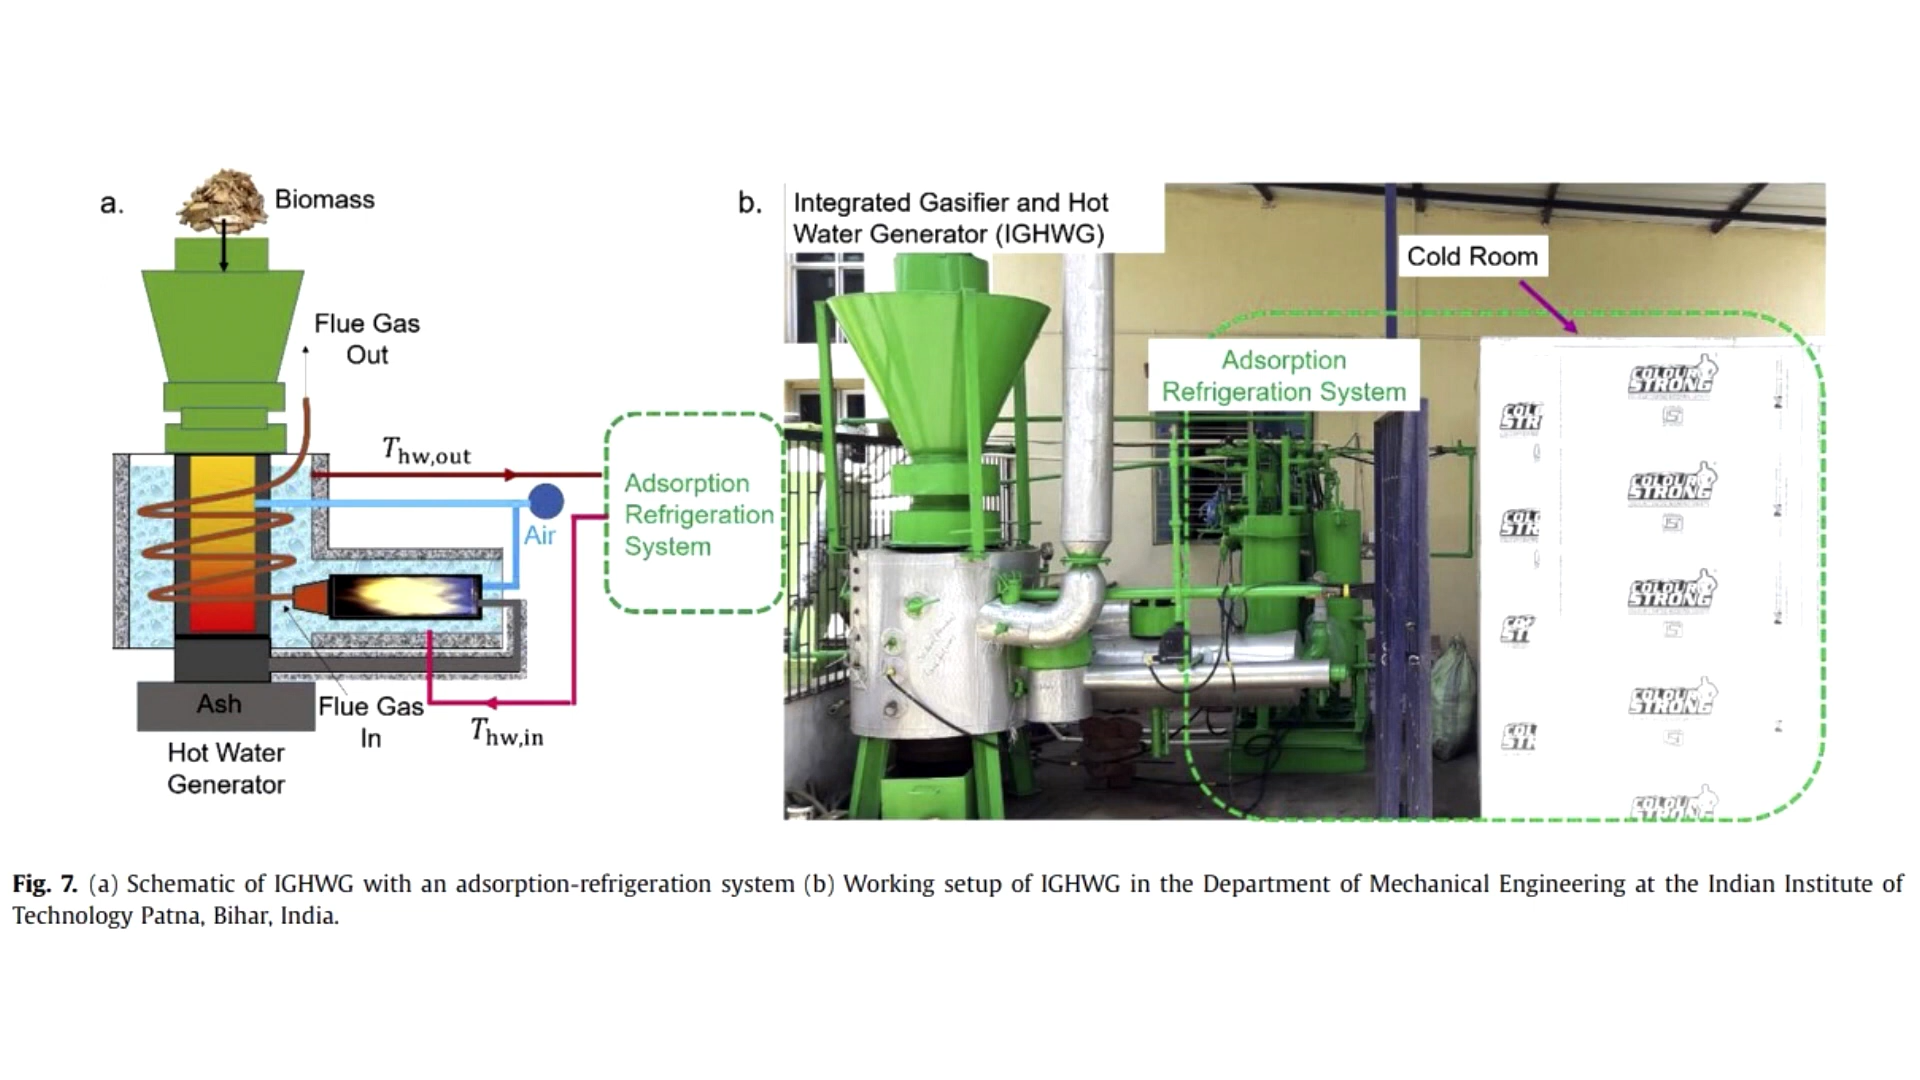 a.
Biomass
Flue Gas
Out
Thw,out
Air
Adsorption
Refrigeration
System
Ash
Flue Gas
In
Thw,in
Hot Water
Generator
b.
Integrated Gasifier and Hot
Water Generator (IGHWG)
Cold Room
Adsorption
Refrigeration System
COLOUR
STRONG
COLOUR
STRONG
COLOUR
STRONG
COLOUR
STRONG
COLOUR
STRONG
Fig. 7. (a) Schematic of IGHWG with an adsorption-refrigeration system (b) Working setup of IGHWG in the Department of Mechanical Engineering at the Indian Institute of
Technology Patna, Bihar, India.